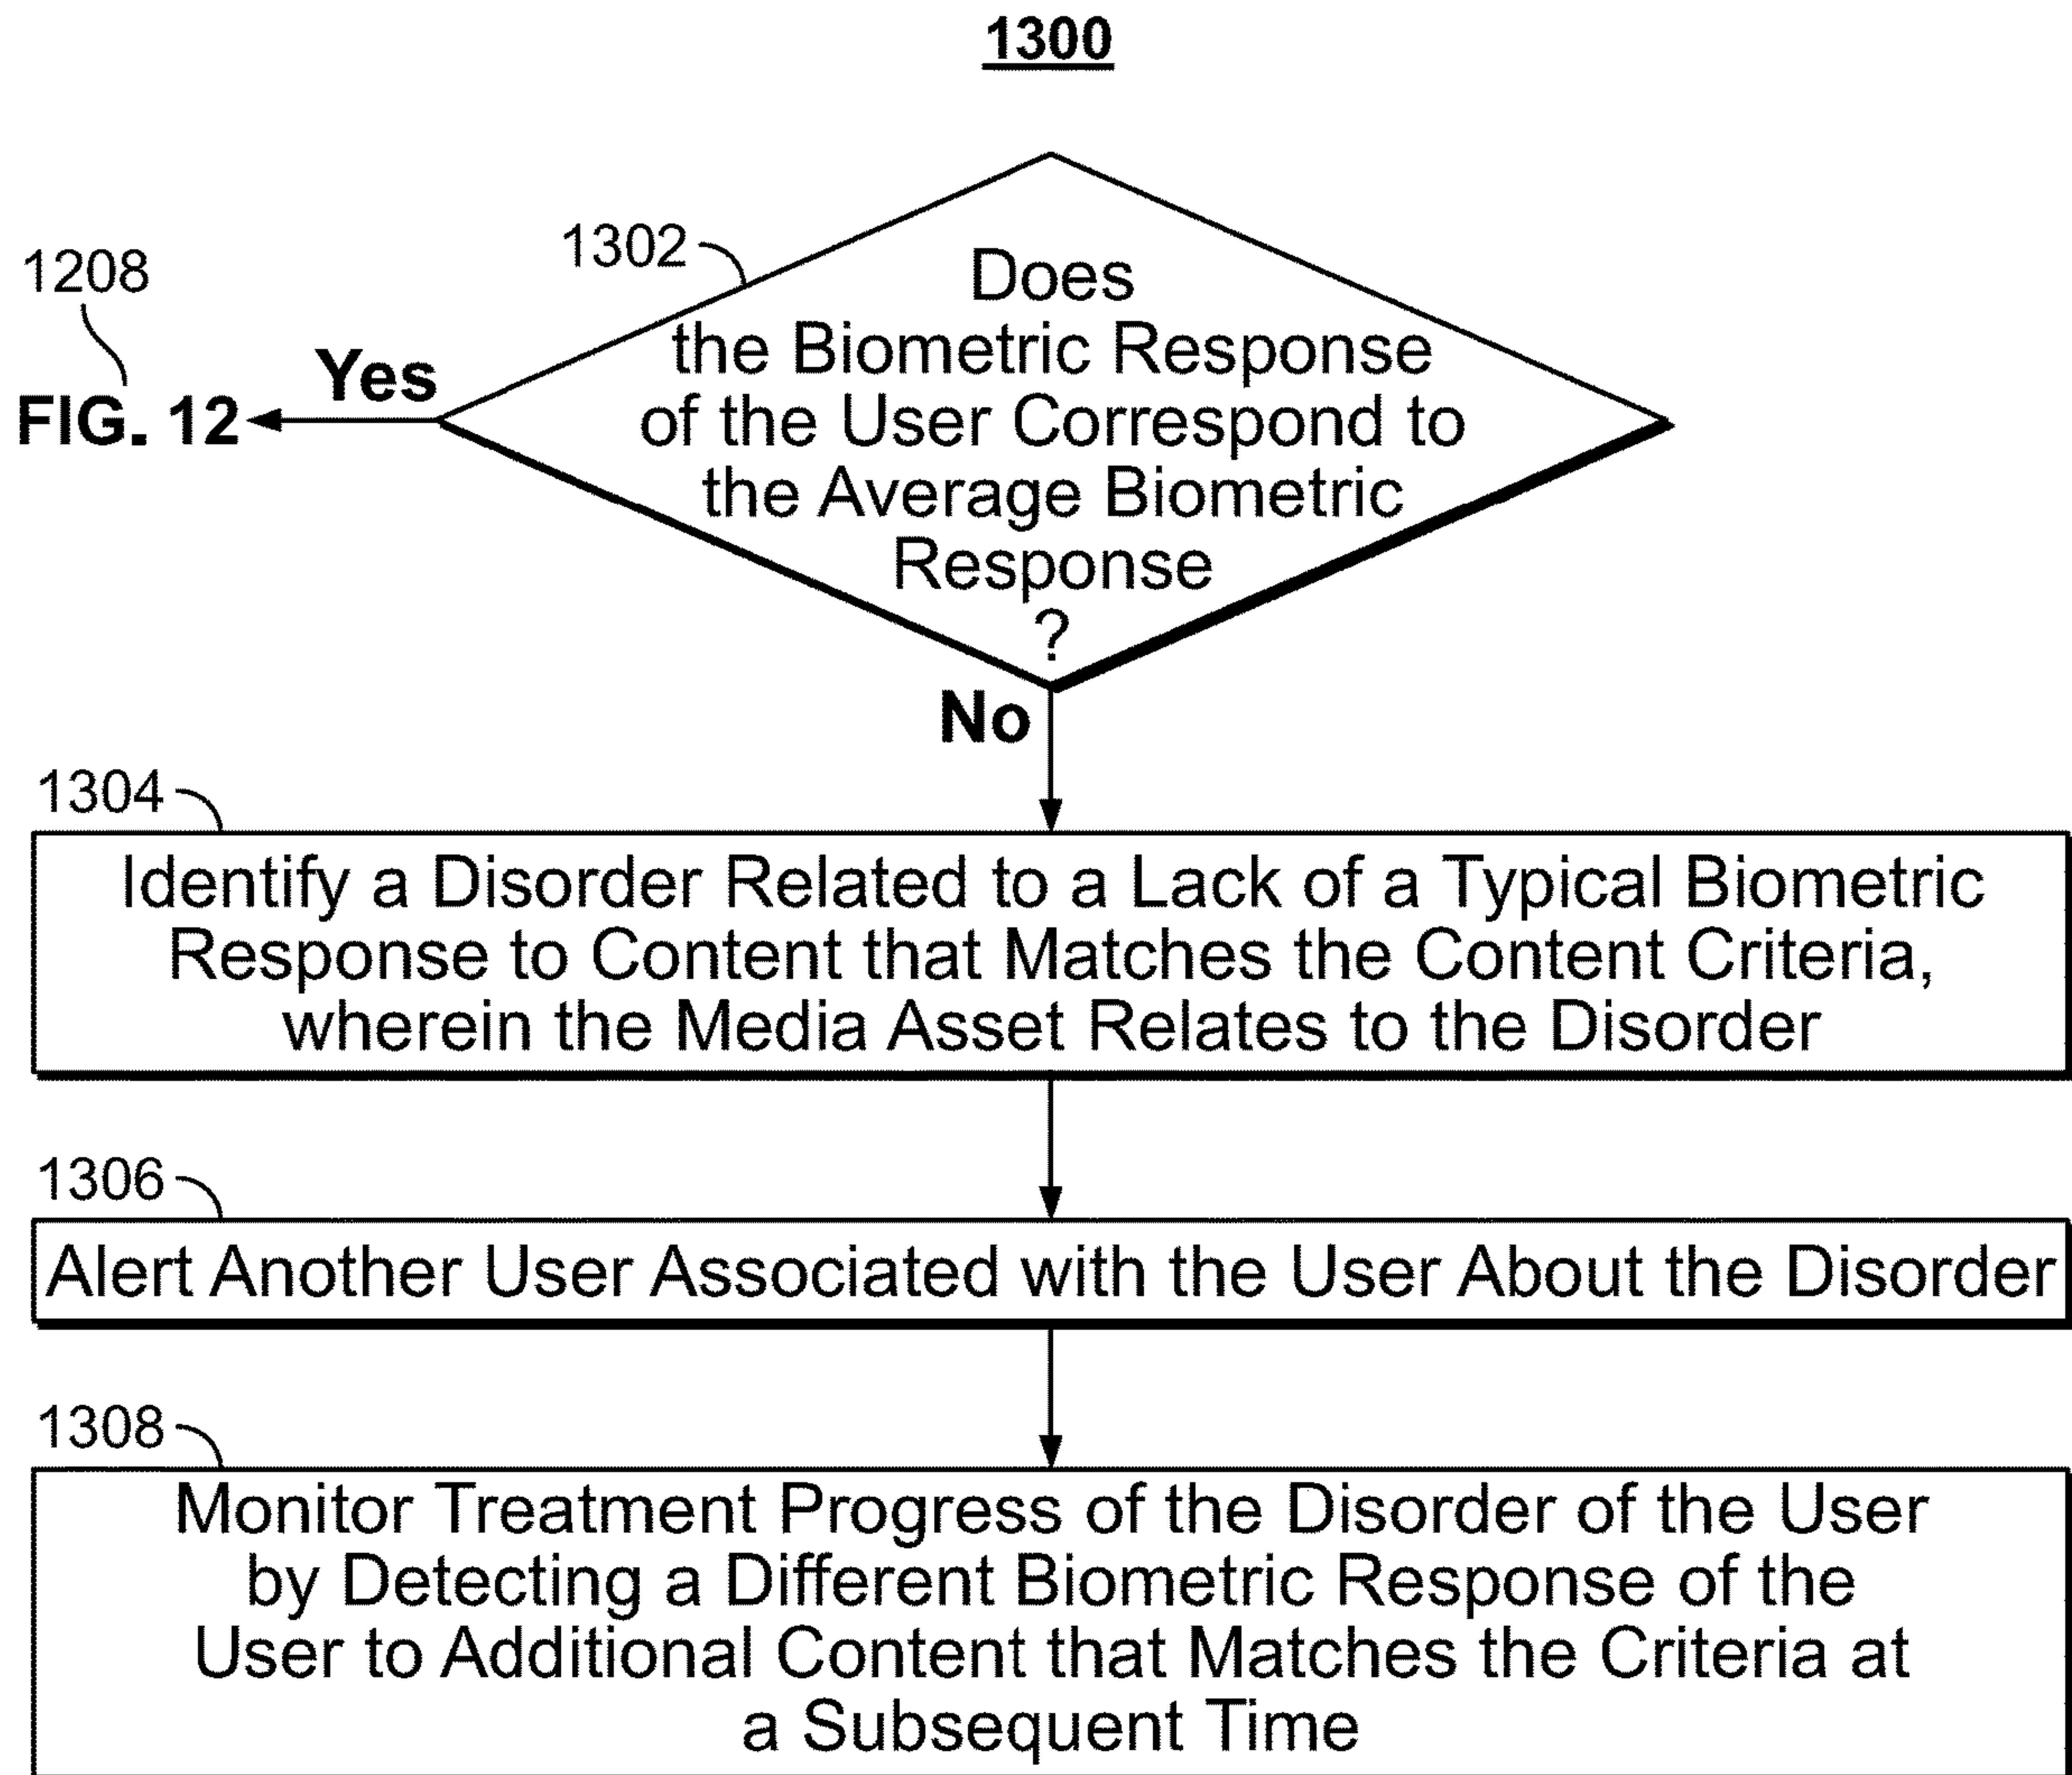 1300
1302
Does
the Biometric Response
of the User Correspond to
the Average Biometric
Response
?
1208
Yes
FIG. 12
No
1304
Identify a Disorder Related to a Lack of a Typical Biometric
Response to Content that Matches the Content Criteria,
wherein the Media Asset Relates to the Disorder
1306
Alert Another User Associated with the User About the Disorder
1308
Monitor Treatment Progress of the Disorder of the User
by Detecting a Different Biometric Response of the
User to Additional Content that Matches the Criteria at
a Subsequent Time